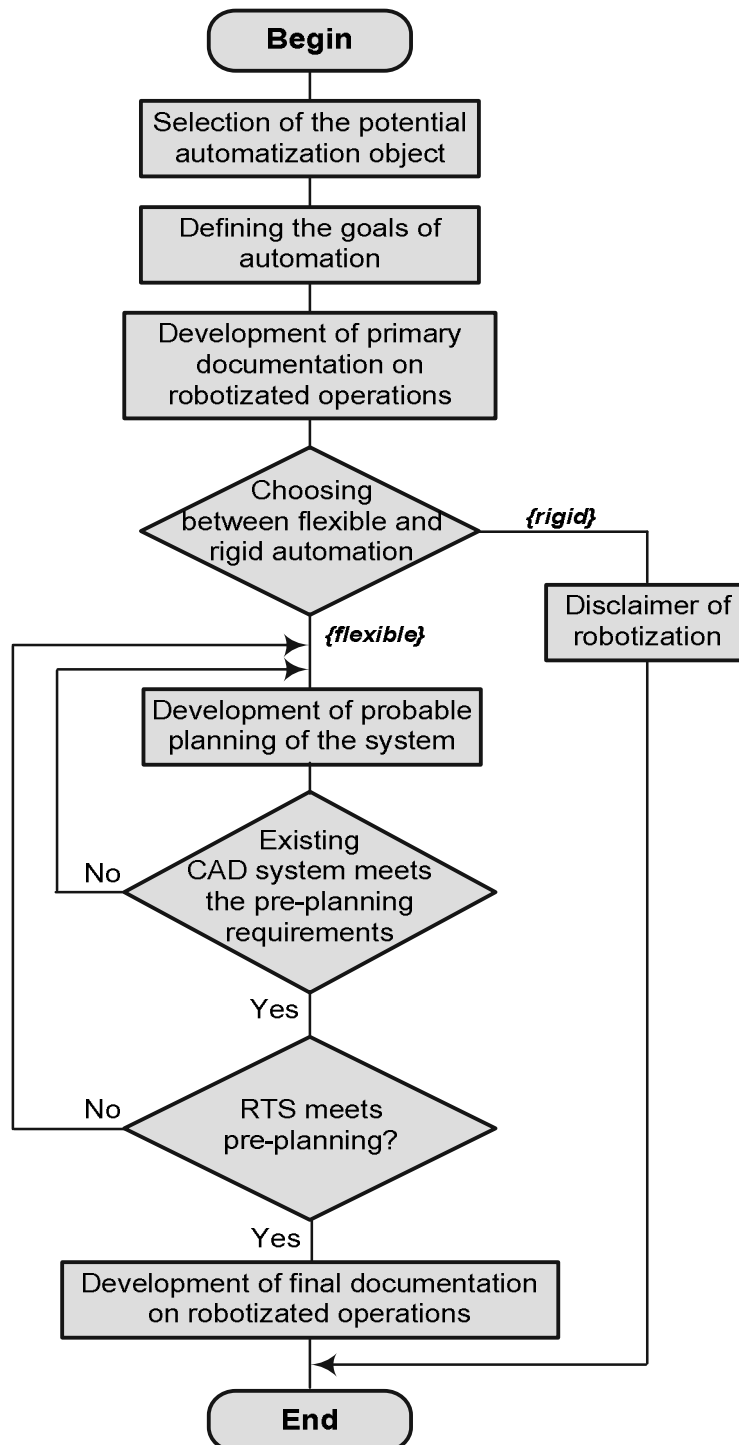 Begin
Selection of the potential
automatization object
Defining the goals of
automation
Development of primary
documentation on
robotizated operations
Choosing
between flexible and
rigid automation
{rigid}
Disclaimer of
robotization
{flexible}
Development of probable
planning of the system
Existing
CAD system meets
the pre-planning
requirements
No
Yes
RTS meets
pre-planning?
No
Yes
Development of final documentation
on robotizated operations
End